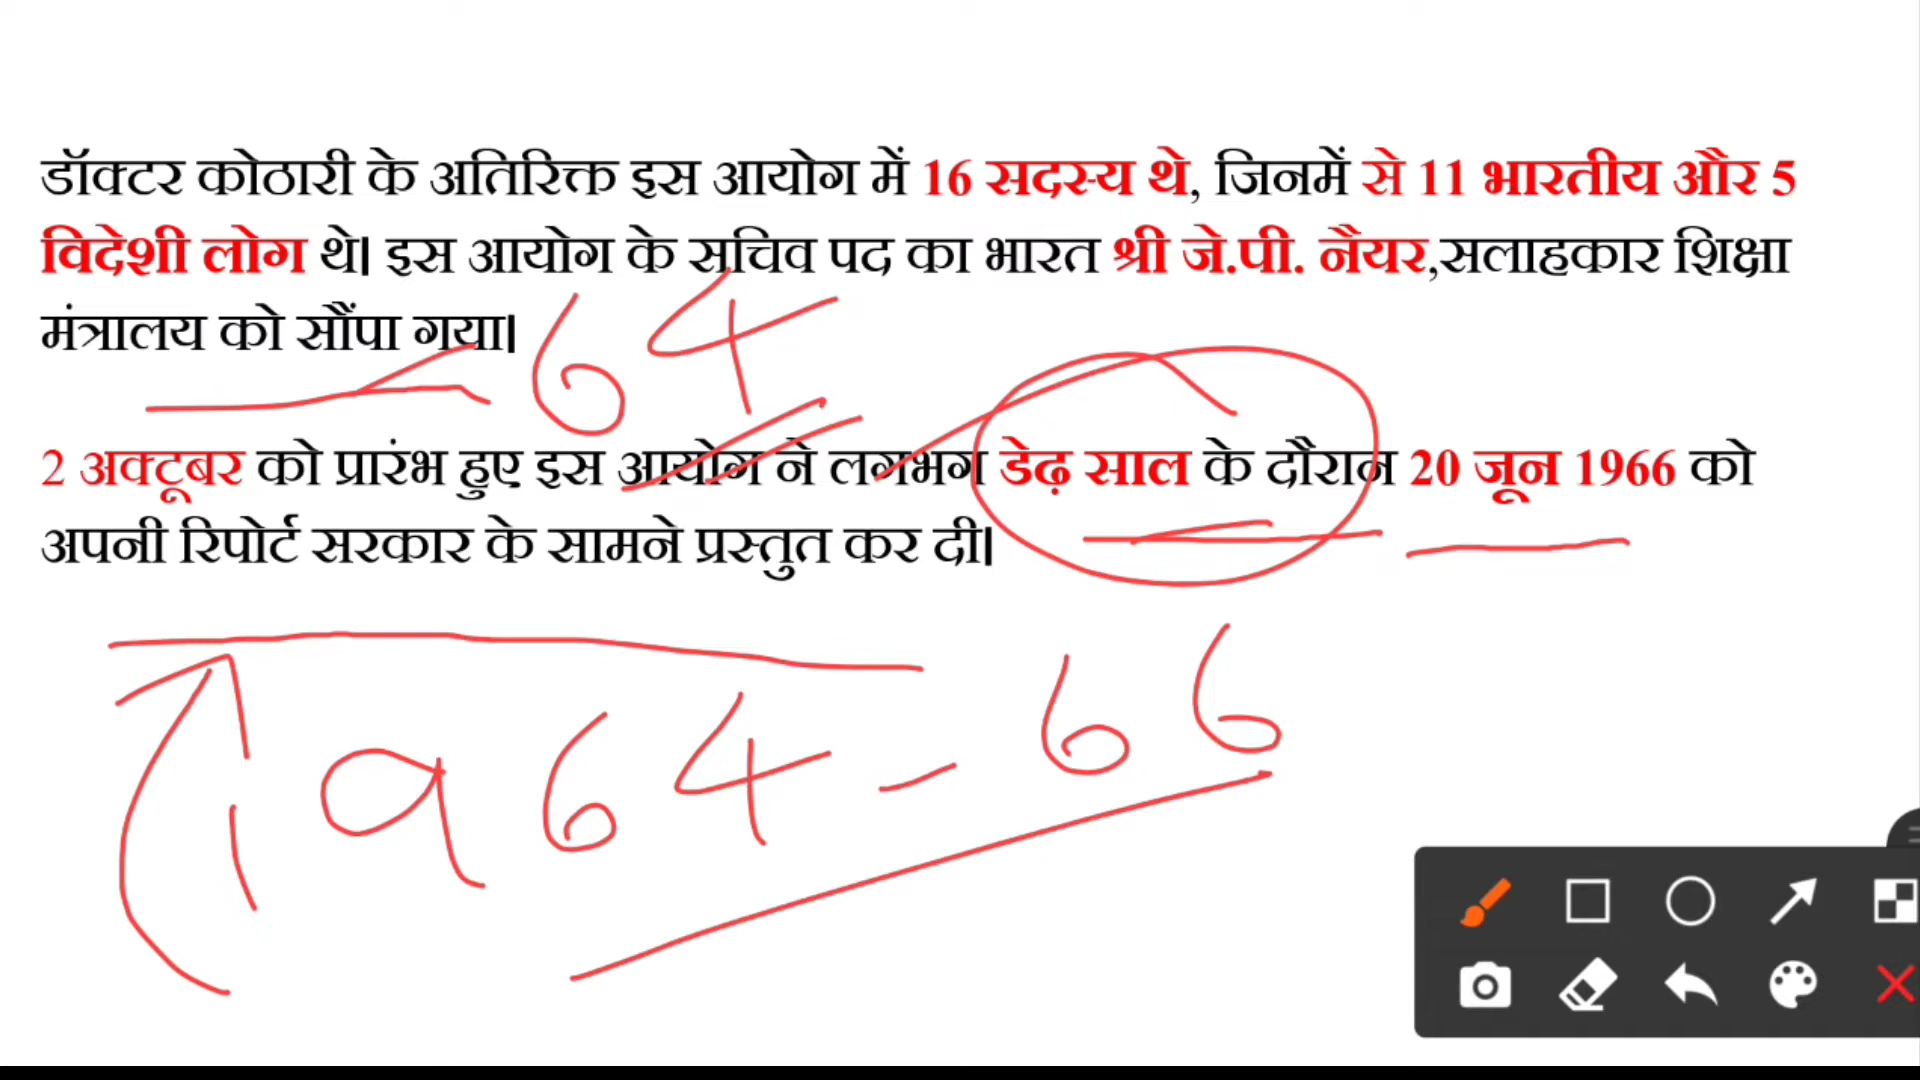 डॉक्टर कोठारी के अतिरिक्त इस आयोग में 16 सदस्य थे, जिनमें से 11 भारतीय और 5
विदेशी लोग थे। इस आयोग के सचिव पद का भारत श्री जे.पी. नैयर,सलाहकार शिक्षा
मंत्रालय को सौंपा गया।
64
2 अक्टूबर को प्रारंभ हुए इस आयोग ने लगभग डेढ़ साल के दौरान 20 जून 1966 को
अपनी रिपोर्ट सरकार के सामने प्रस्तुत कर दी।
1964-66